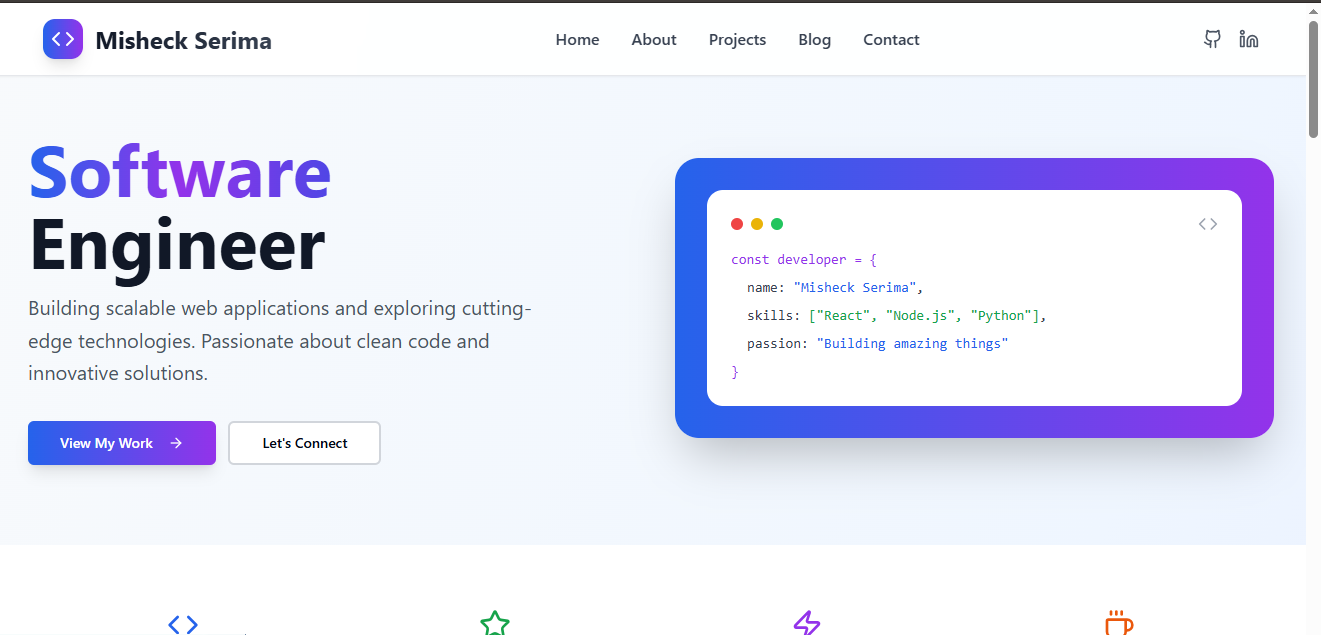 Misheck Serima
Home About Projects Blog Contact
Software
Engineer
Building scalable web applications and exploring cutting-
edge technologies. Passionate about clean code and
innovative solutions.
View My Work →
Let's Connect
const developer = {
name: "Misheck Serima",
skills: ["React", "Node.js", "Python"],
passion: "Building amazing things"
}